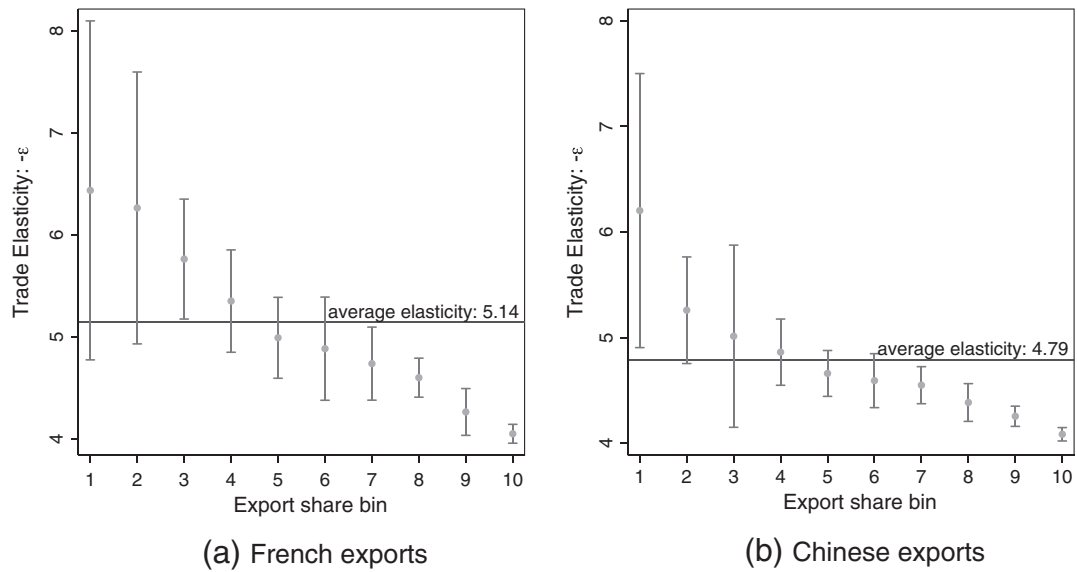 8
7
6
5
4
Trade Elasticity: -ε
average elasticity: 5.14
1 2 3 4 5 6 7 8 9 10
Export share bin
(a) French exports
8
7
6
5
4
Trade Elasticity: -ε
average elasticity: 4.79
1 2 3 4 5 6 7 8 9 10
Export share bin
(b) Chinese exports